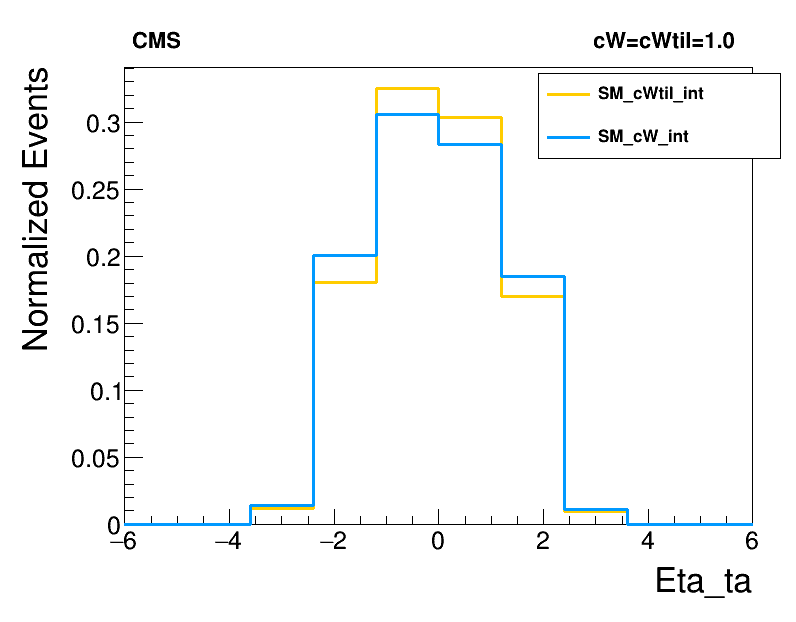 CMS
cW=cWtil=1.0
Normalized Events
SM_cWtil_int
SM_cW_int
0.3
0.25
0.2
0.15
0.1
0.05
0
−6
−4
−2
0
2
4
6
Eta_ta